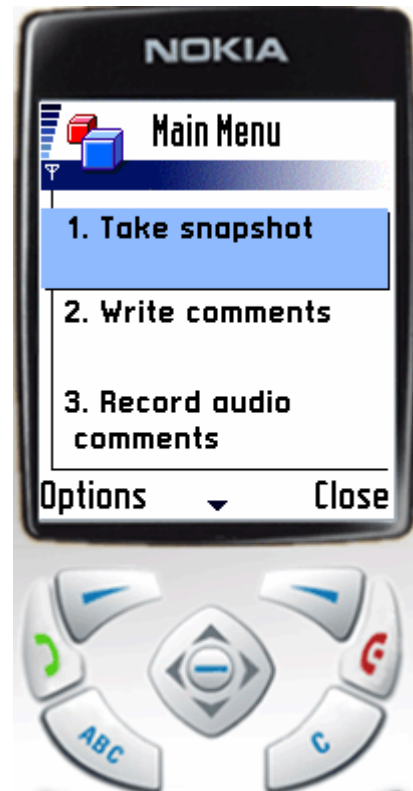 NOKIA
Main Menu
1. Take snapshot
2. Write comments
3. Record audio
comments
Options
Close
ABC
C